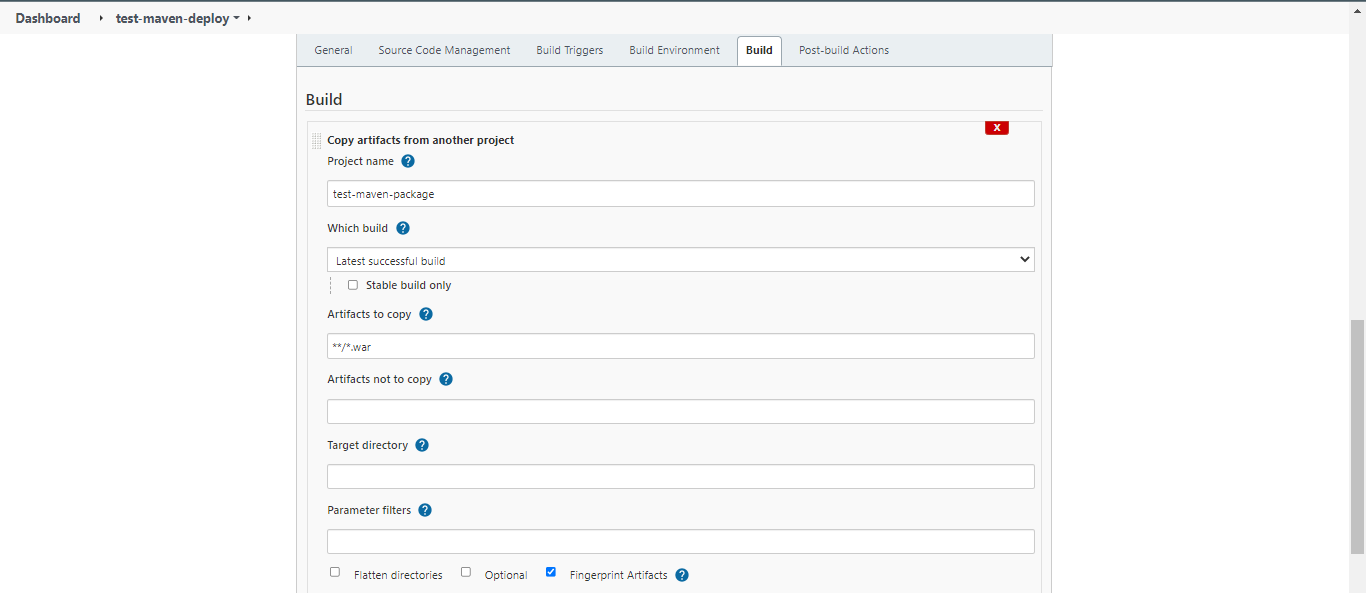 Dashboard test-maven-deploy
General Source Code Management Build Triggers Build Environment Build Post-build Actions
Build
X
Copy artifacts from another project
Project name ?
test-maven-package
Which build ?
Latest successful build
Stable build only
Artifacts to copy ?
**/*.war
Artifacts not to copy ?
Target directory ?
Parameter filters ?
Flatten directories Optional Fingerprint Artifacts ?